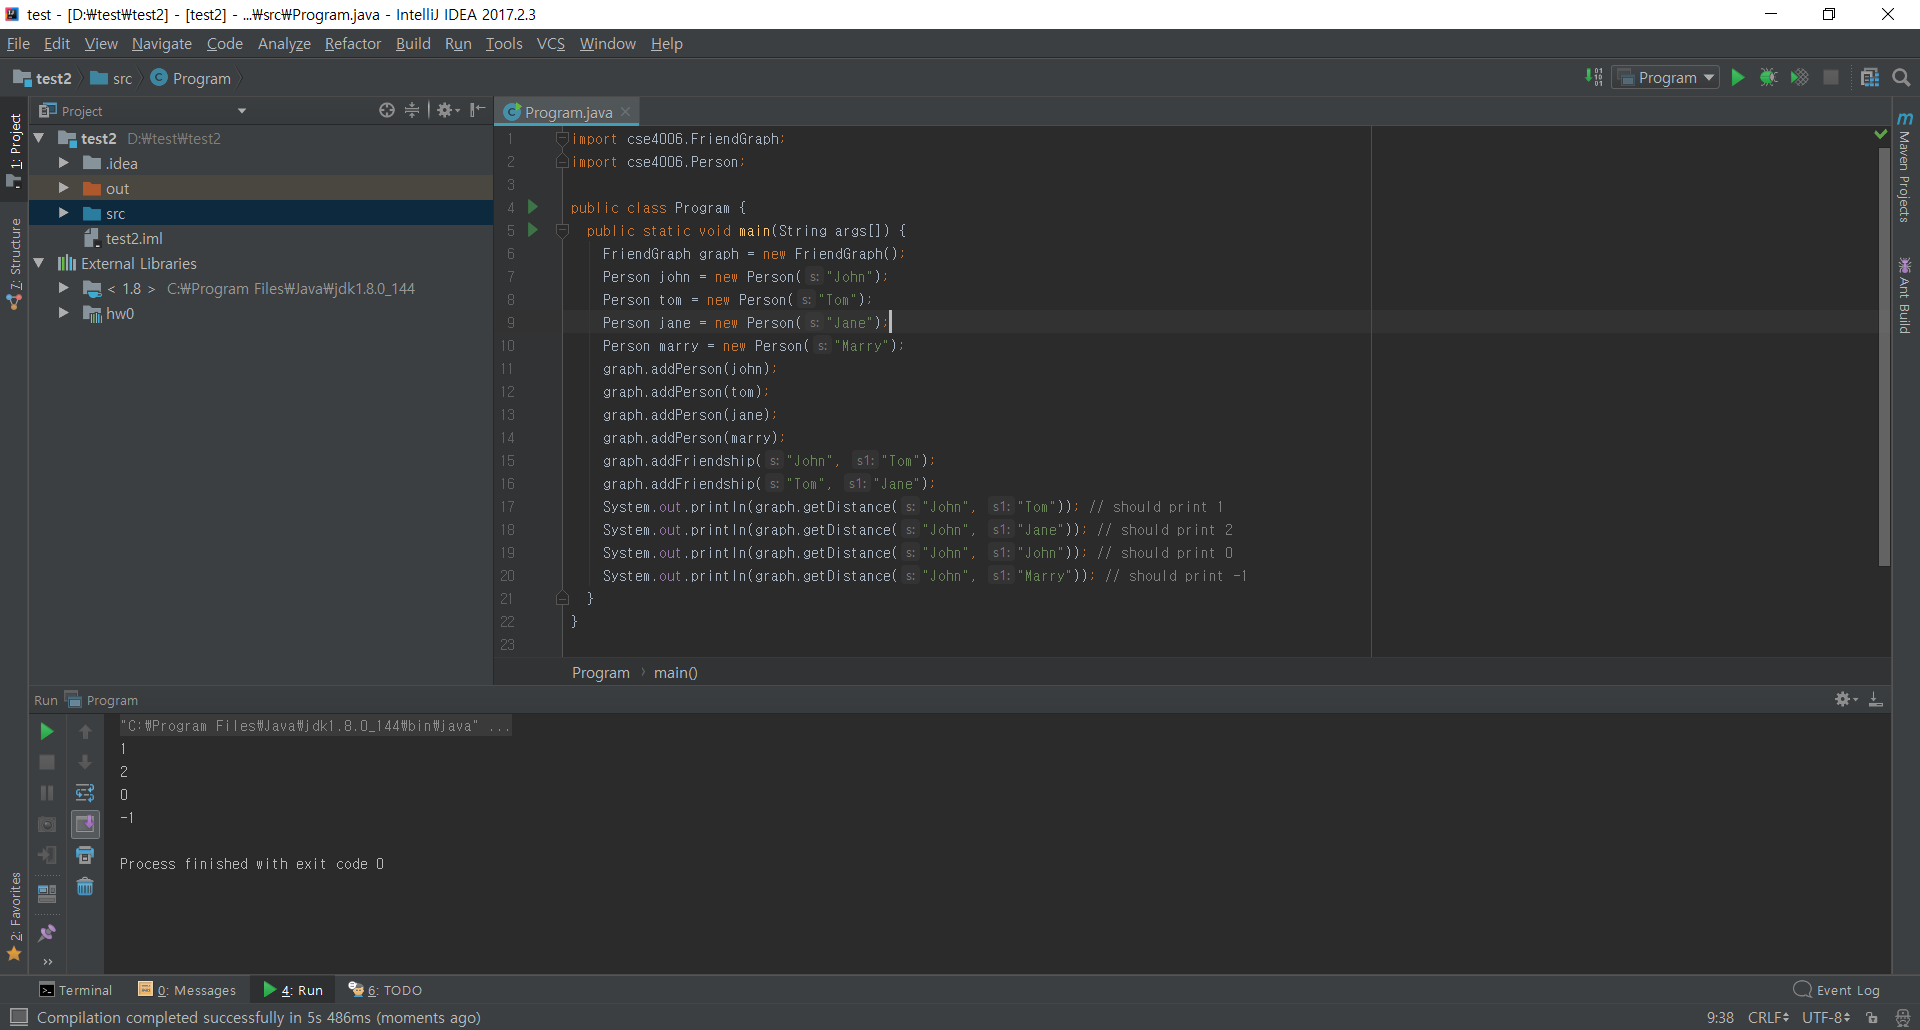 test - [D:₩test₩test2] - [test2] - ...₩src₩Program.java - IntelliJ IDEA 2017.2.3
File Edit View Navigate Code Analyze Refactor Build Run Tools VCS Window Help
test2 src Program
Program
Project
Program.java
1: Project
7: Structure
2: Favorites
Maven Projects
Ant Build
test2 D:₩test₩test2
.idea
out
src
test2.iml
External Libraries
< 1.8 > C:₩Program Files₩Java₩jdk1.8.0_144
hw0
1 import cse4006.FriendGraph;
2 import cse4006.Person;
3
4 public class Program {
5 public static void main(String args[]) {
6 FriendGraph graph = new FriendGraph();
7 Person john = new Person( s: "John");
8 Person tom = new Person( s: "Tom");
9 Person jane = new Person( s: "Jane");
10 Person marry = new Person( s: "Marry");
11 graph.addPerson(john);
12 graph.addPerson(tom);
13 graph.addPerson(jane);
14 graph.addPerson(marry);
15 graph.addFriendship( s: "John", s1: "Tom");
16 graph.addFriendship( s: "Tom", s1: "Jane");
17 System.out.println(graph.getDistance( s: "John", s1: "Tom")); // should print 1
18 System.out.println(graph.getDistance( s: "John", s1: "Jane")); // should print 2
19 System.out.println(graph.getDistance( s: "John", s1: "John")); // should print 0
20 System.out.println(graph.getDistance( s: "John", s1: "Marry")); // should print -1
21 }
22 }
23
Program main()
Run Program
"C:₩Program Files₩Java₩jdk1.8.0_144₩bin₩java" ...
1
2
0
-1
Process finished with exit code 0
Terminal 0: Messages 4: Run 6: TODO Event Log
Compilation completed successfully in 5s 486ms (moments ago) 9:38 CRLF UTF-8